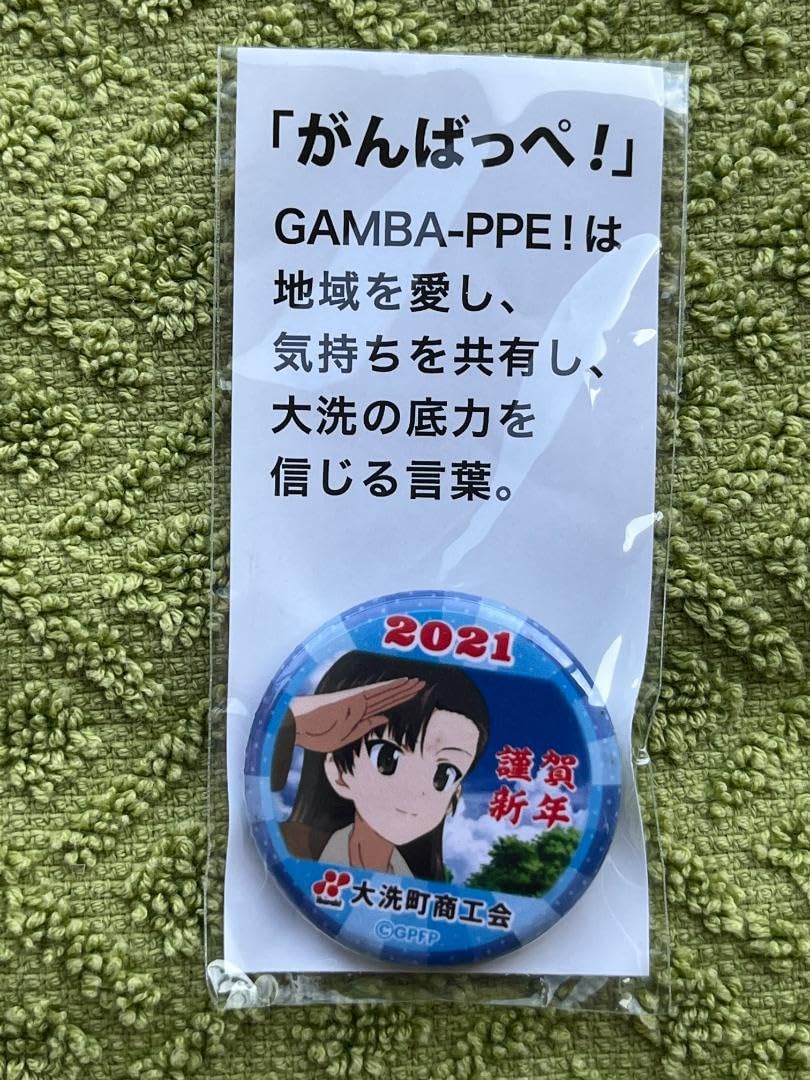 「がんばっぺ!」
GAMBA-PPE!は
地域を愛し、
気持ちを共有し、
大洗の底力を
信じる言葉。
2021
謹賀
新年
大洗町商工会
©GPFP